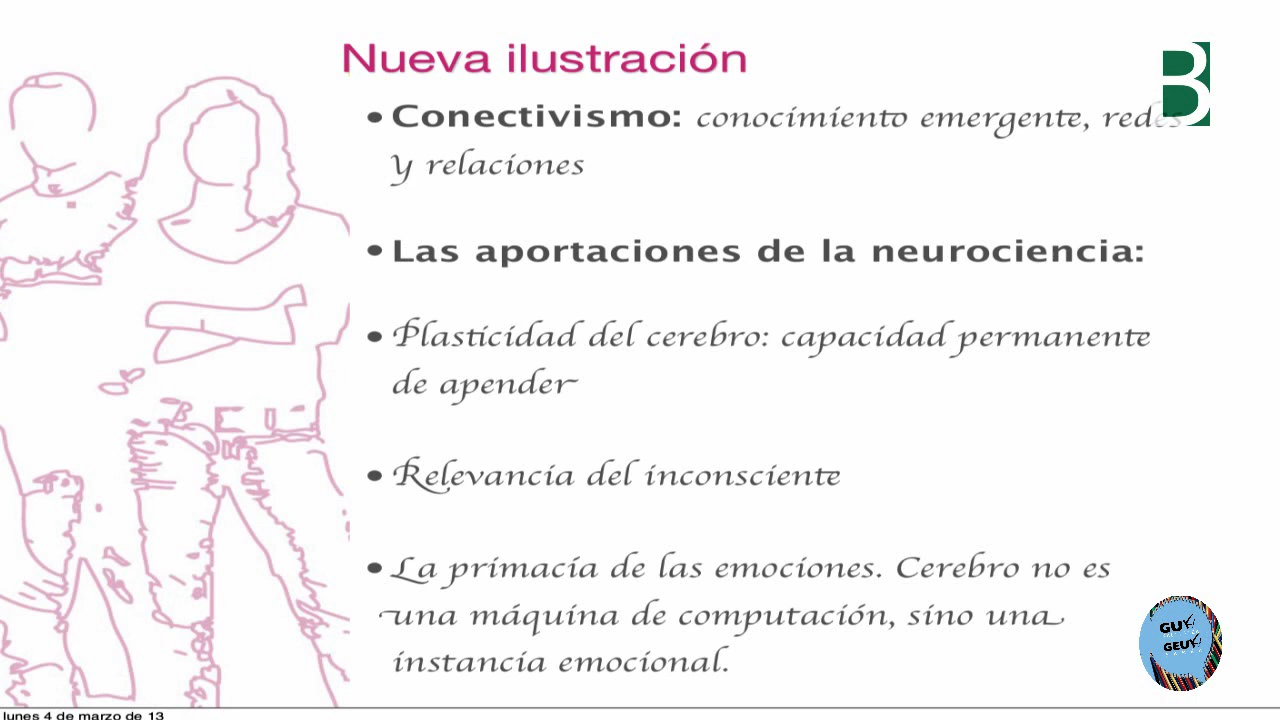 Nueva ilustración
B
• Conectivismo: conocimiento emergente, redes
y relaciones
• Las aportaciones de la neurociencia:
• Plasticidad del cerebro: capacidad permanente
de apender
• Relevancia del inconsciente
• La primacía de las emociones. Cerebro no es
una máquina de computación, sino una
instancia emocional.
GUY
GEUY
lunes 4 de marzo de 13